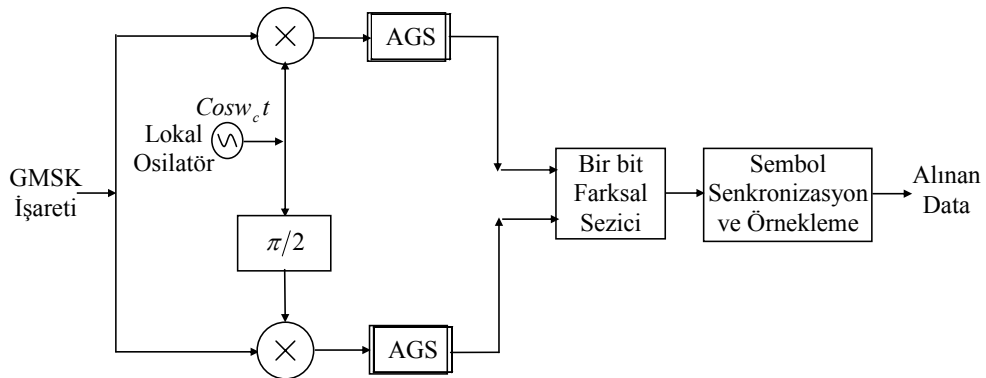 AGS
Cosw_c t
Lokal
Osilatör
GMSK
İşareti
Bir bit
Farksal
Sezici
Sembol
Senkronizasyon
ve Örnekleme
Alınan
Data
π/2
AGS